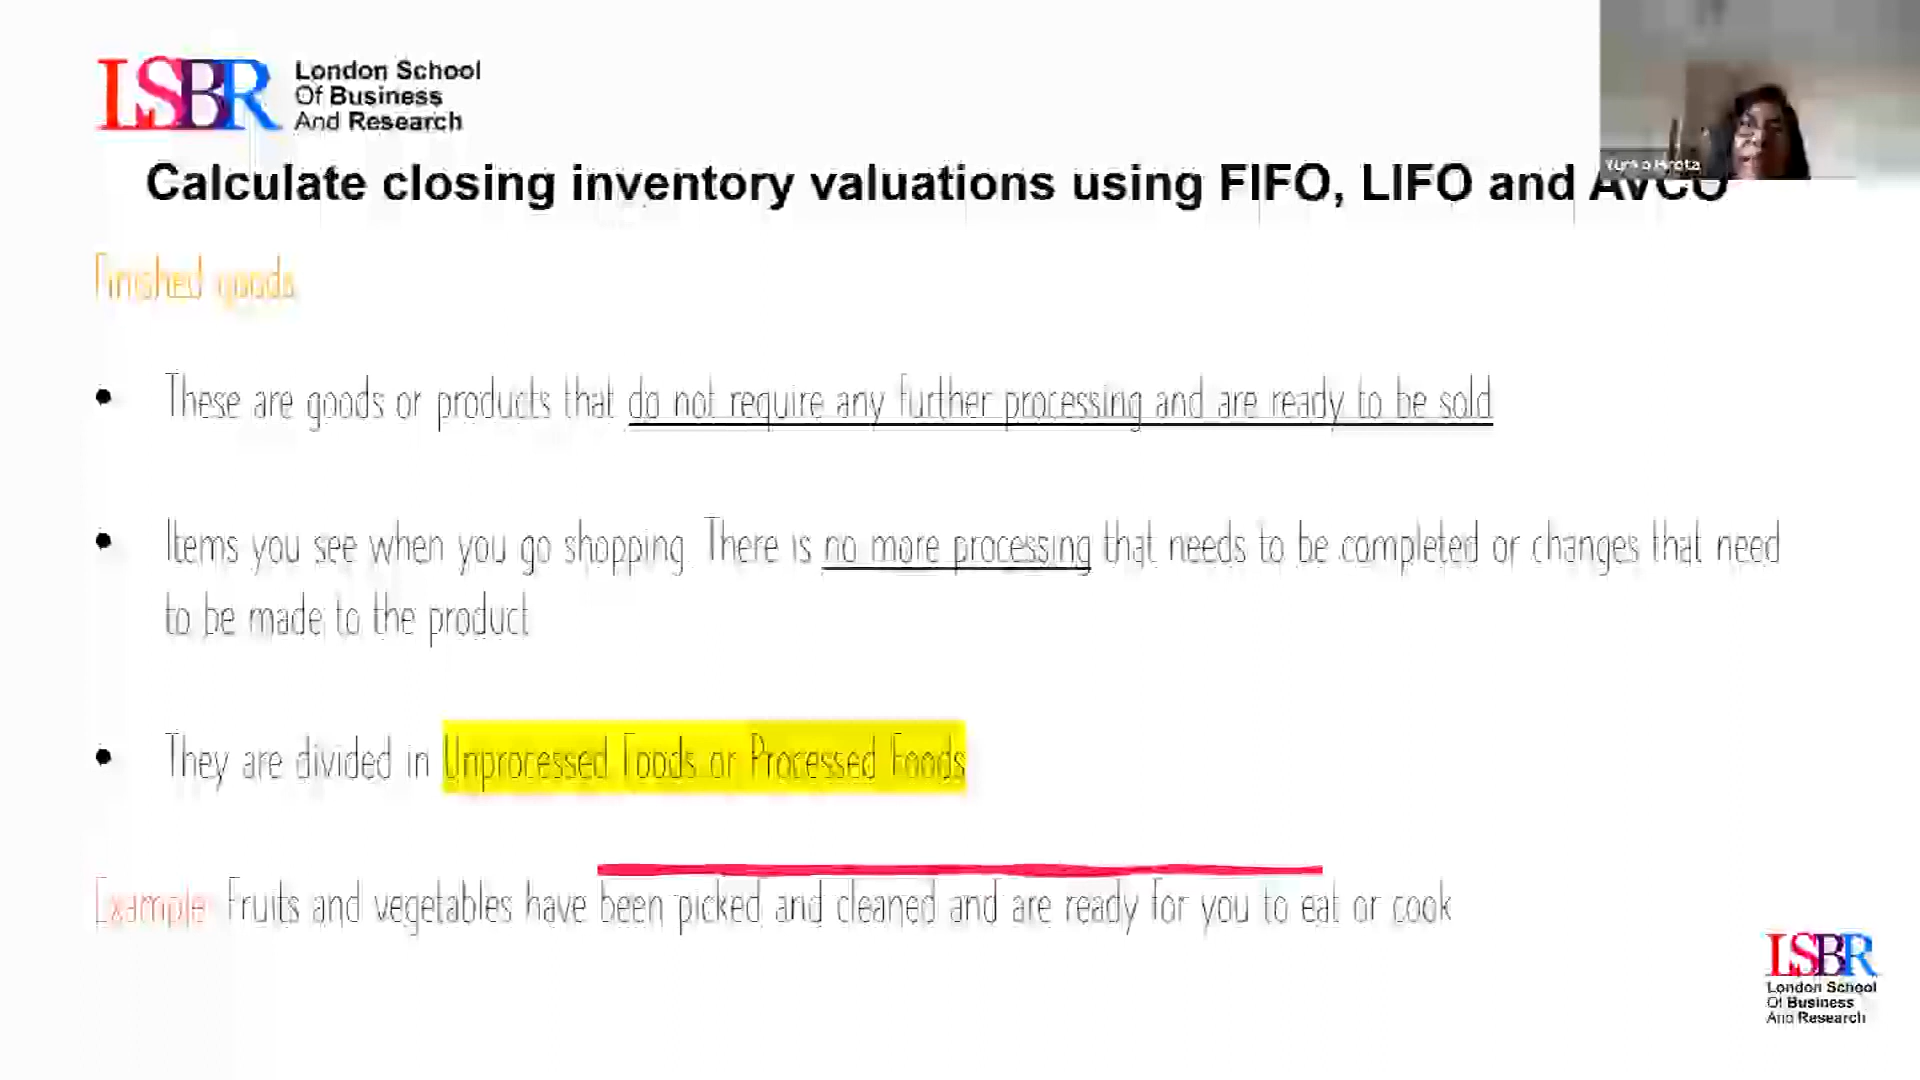 LSBR London School
Of Business
And Research
Calculate closing inventory valuations using FIFO, LIFO and AVCO
Finished goods
• These are goods or products that do not require any further processing and are ready to be sold
• Items you see when you go shopping. There is no more processing that needs to be completed or changes that need
to be made to the product
• They are divided in Unprocessed Foods or Processed Foods
Example: Fruits and vegetables have been picked and cleaned and are ready for you to eat or cook
LSBR
London School
Of Business
And Research